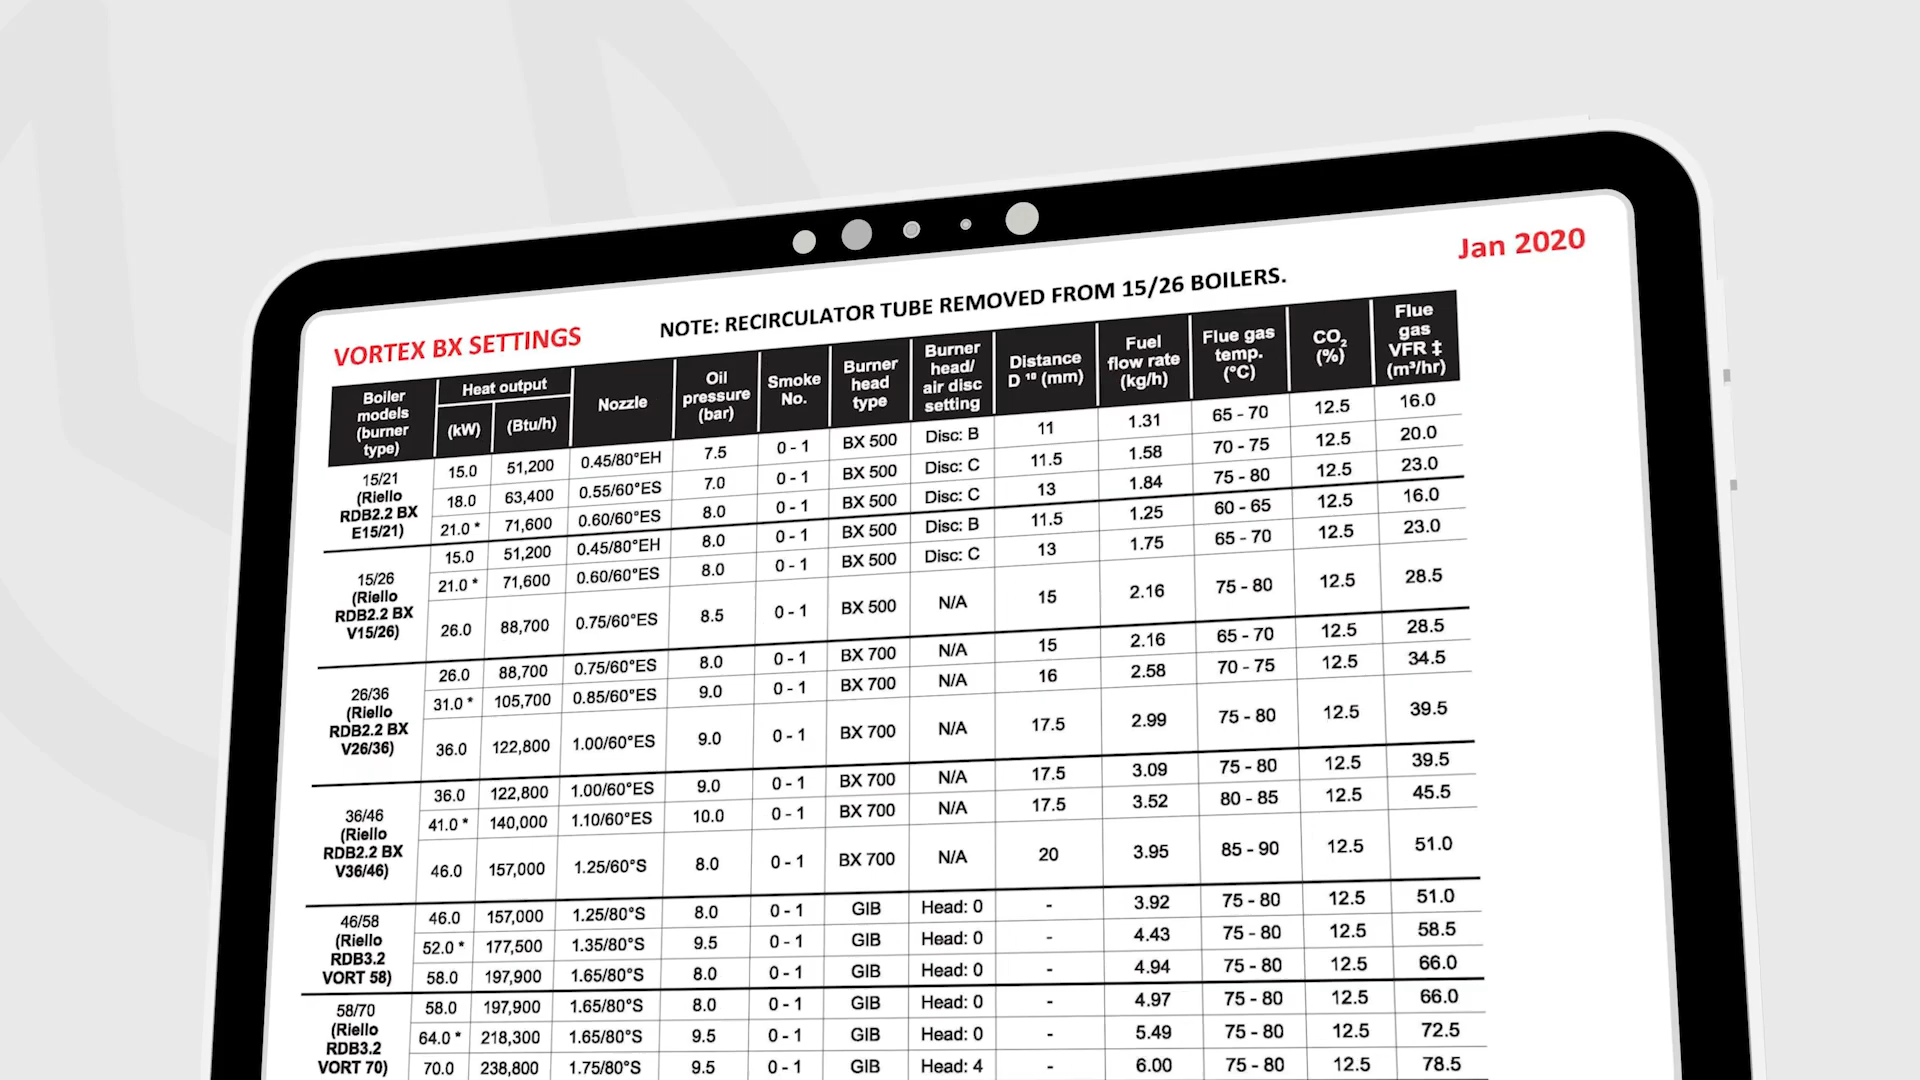 Jan 2020
VORTEX BX SETTINGS
NOTE: RECIRCULATOR TUBE REMOVED FROM 15/26 BOILERS.
Boiler models (burner type) Heat output (kW) (Btu/h) Nozzle Oil pressure (bar) Smoke No. Burner head type Burner head/ air disc setting Distance D ¹⁸ (mm) Fuel flow rate (kg/h) Flue gas temp. (°C) CO₂ (%) Flue gas VFR ‡ (m³/hr)
15/21 (Riello RDB2.2 BX E15/21)
15.0 51,200 0.45/80°EH 7.5 0 - 1 BX 500 Disc: B 11 1.31 65 - 70 12.5 16.0
18.0 63,400 0.55/60°ES 7.0 0 - 1 BX 500 Disc: C 11.5 1.58 70 - 75 12.5 20.0
21.0 * 71,600 0.60/60°ES 8.0 0 - 1 BX 500 Disc: C 13 1.84 75 - 80 12.5 23.0
15/26 (Riello RDB2.2 BX V15/26)
15.0 51,200 0.45/80°EH 8.0 0 - 1 BX 500 Disc: B 11.5 1.25 60 - 65 12.5 16.0
21.0 * 71,600 0.60/60°ES 8.0 0 - 1 BX 500 Disc: C 13 1.75 65 - 70 12.5 23.0
26.0 88,700 0.75/60°ES 8.5 0 - 1 BX 500 N/A 15 2.16 75 - 80 12.5 28.5
26/36 (Riello RDB2.2 BX V26/36)
26.0 88,700 0.75/60°ES 8.0 0 - 1 BX 700 N/A 15 2.16 65 - 70 12.5 28.5
31.0 * 105,700 0.85/60°ES 9.0 0 - 1 BX 700 N/A 16 2.58 70 - 75 12.5 34.5
36.0 122,800 1.00/60°ES 9.0 0 - 1 BX 700 N/A 17.5 2.99 75 - 80 12.5 39.5
36/46 (Riello RDB2.2 BX V36/46)
36.0 122,800 1.00/60°ES 9.0 0 - 1 BX 700 N/A 17.5 3.09 75 - 80 12.5 39.5
41.0 * 140,000 1.10/60°ES 10.0 0 - 1 BX 700 N/A 17.5 3.52 80 - 85 12.5 45.5
46.0 157,000 1.25/60°S 8.0 0 - 1 BX 700 N/A 20 3.95 85 - 90 12.5 51.0
46/58 (Riello RDB3.2 VORT 58)
46.0 157,000 1.25/80°S 8.0 0 - 1 GIB Head: 0 - 3.92 75 - 80 12.5 51.0
52.0 * 177,500 1.35/80°S 9.5 0 - 1 GIB Head: 0 - 4.43 75 - 80 12.5 58.5
58.0 197,900 1.65/80°S 8.0 0 - 1 GIB Head: 0 - 4.94 75 - 80 12.5 66.0
58/70 (Riello RDB3.2 VORT 70)
58.0 197,900 1.65/80°S 8.0 0 - 1 GIB Head: 0 - 4.97 75 - 80 12.5 66.0
64.0 * 218,300 1.65/80°S 9.5 0 - 1 GIB Head: 0 - 5.49 75 - 80 12.5 72.5
70.0 238,800 1.75/80°S 9.5 0 - 1 GIB Head: 4 - 6.00 75 - 80 12.5 78.5